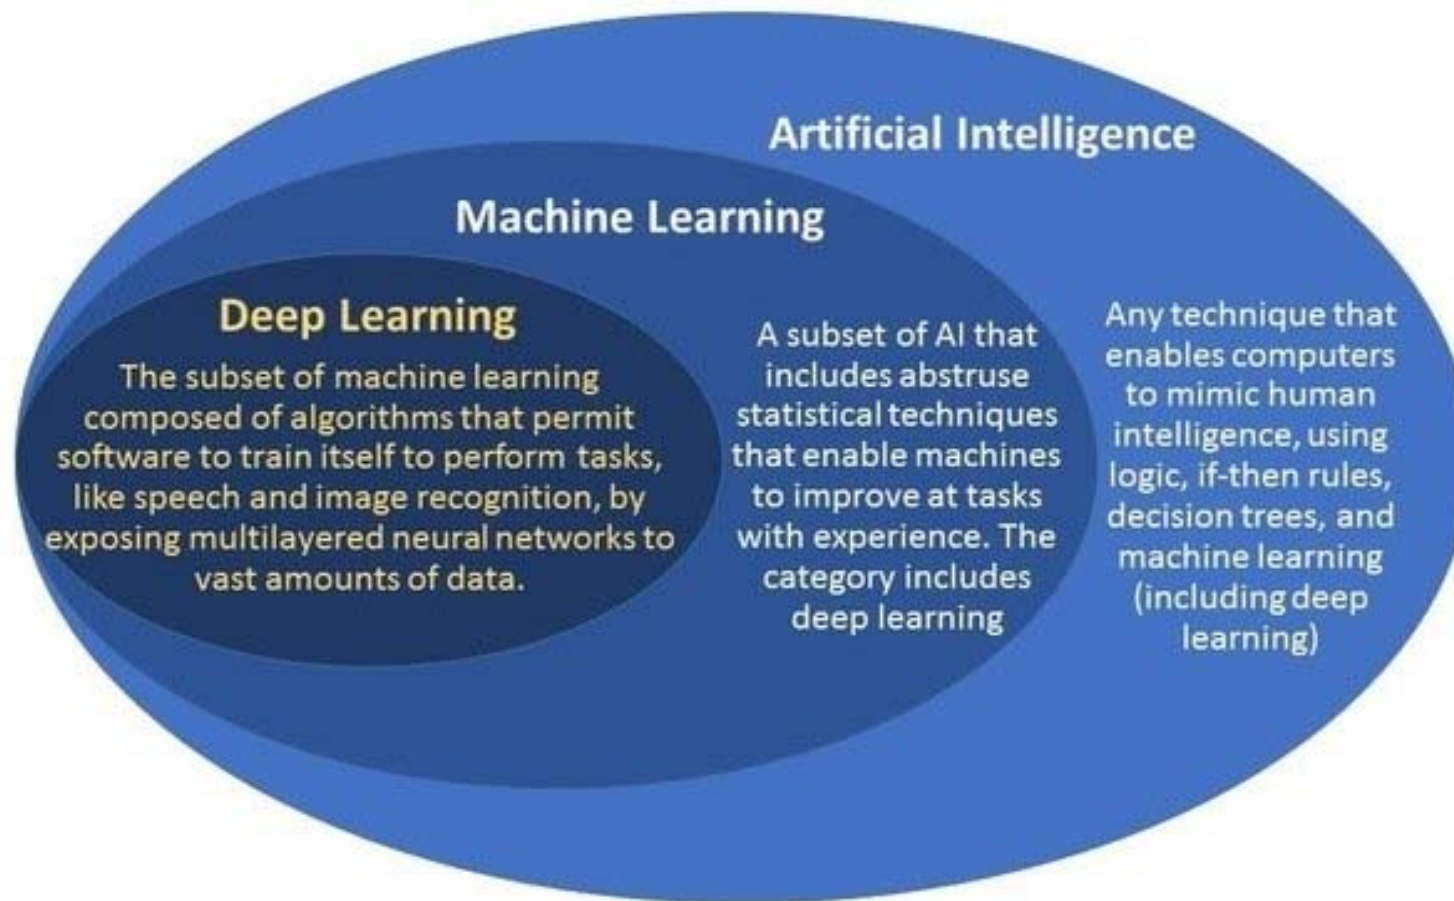 Artificial Intelligence
Machine Learning
Deep Learning
The subset of machine learning
composed of algorithms that permit
software to train itself to perform tasks,
like speech and image recognition, by
exposing multilayered neural networks to
vast amounts of data.
A subset of AI that
includes abstruse
statistical techniques
that enable machines
to improve at tasks
with experience. The
category includes
deep learning
Any technique that
enables computers
to mimic human
intelligence, using
logic, if-then rules,
decision trees, and
machine learning
(including deep
learning)